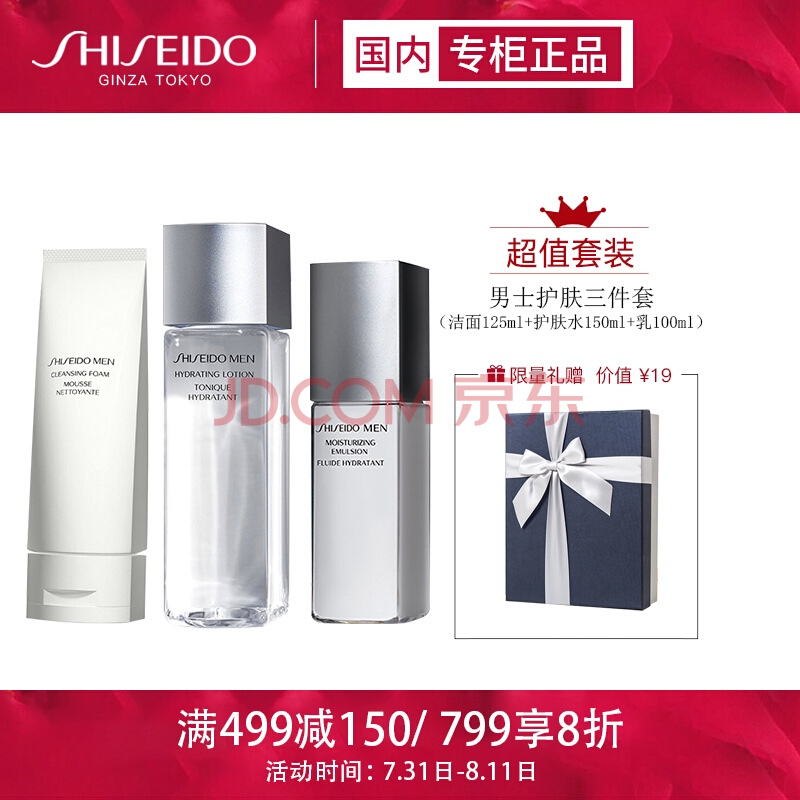 SHISEIDO
GINZA TOKYO
国内 专柜正品
超值套装
男士护肤三件套
（洁面125ml+护肤水150ml+乳100ml）
限量礼赠 价值 ¥19
SHISEIDO MEN
CLEANSING FOAM
MOUSSE
NETTOYANTE
SHISEIDO MEN
HYDRATING LOTION
TONIQUE
HYDRATANT
SHISEIDO MEN
MOISTURIZING
EMULSION
FLUIDE HYDRATANT
JD.COM 京东
满499减150/ 799享8折
活动时间：7.31日-8.11日